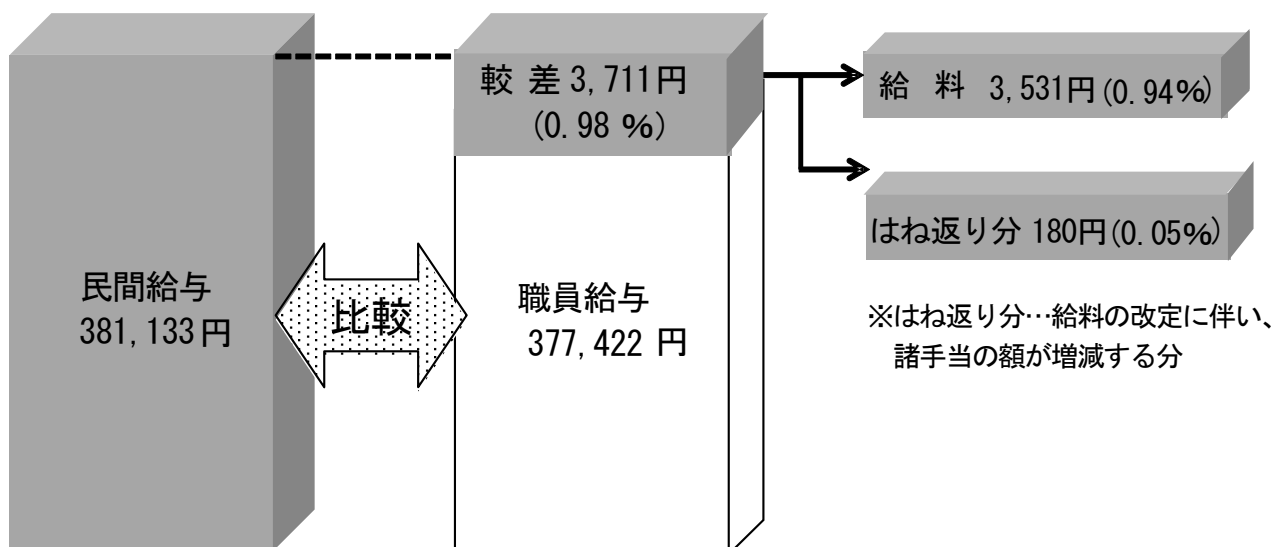 較 差 3,711円
(0.98 %)
給 料 3,531円(0.94%)
はね返り分 180円(0.05%)
民間給与
381,133円
比較
職員給与
377,422 円
※はね返り分…給料の改定に伴い、
諸手当の額が増減する分